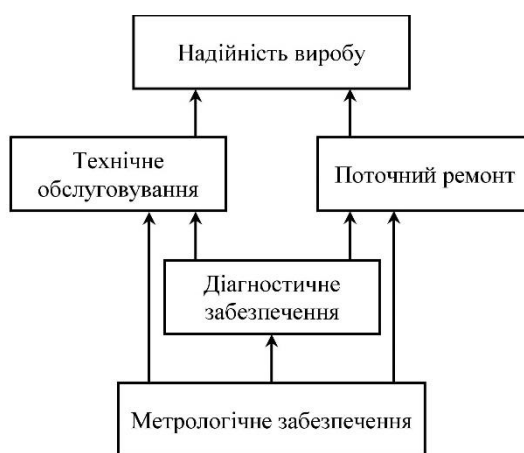 Надійність виробу
Технічне
обслуговування
Поточний ремонт
Діагностичне
забезпечення
Метрологічне забезпечення